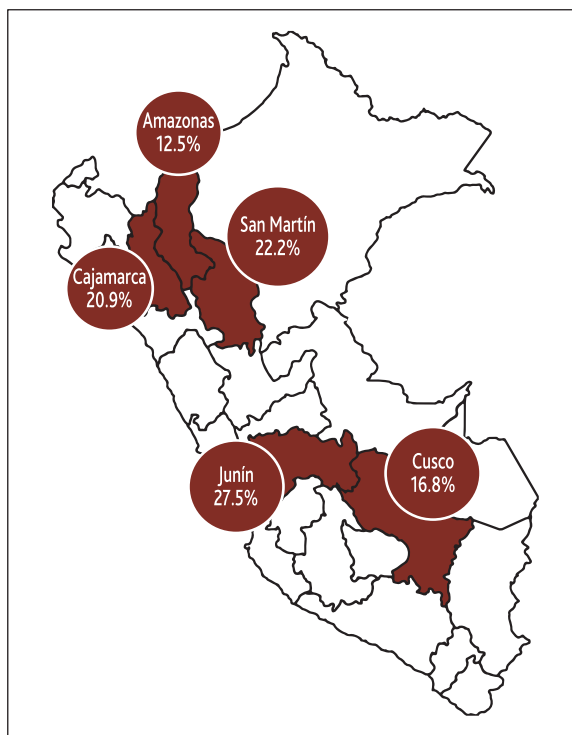 Amazonas
12.5%
San Martín
22.2%
Cajamarca
20.9%
Junín
27.5%
Cusco
16.8%